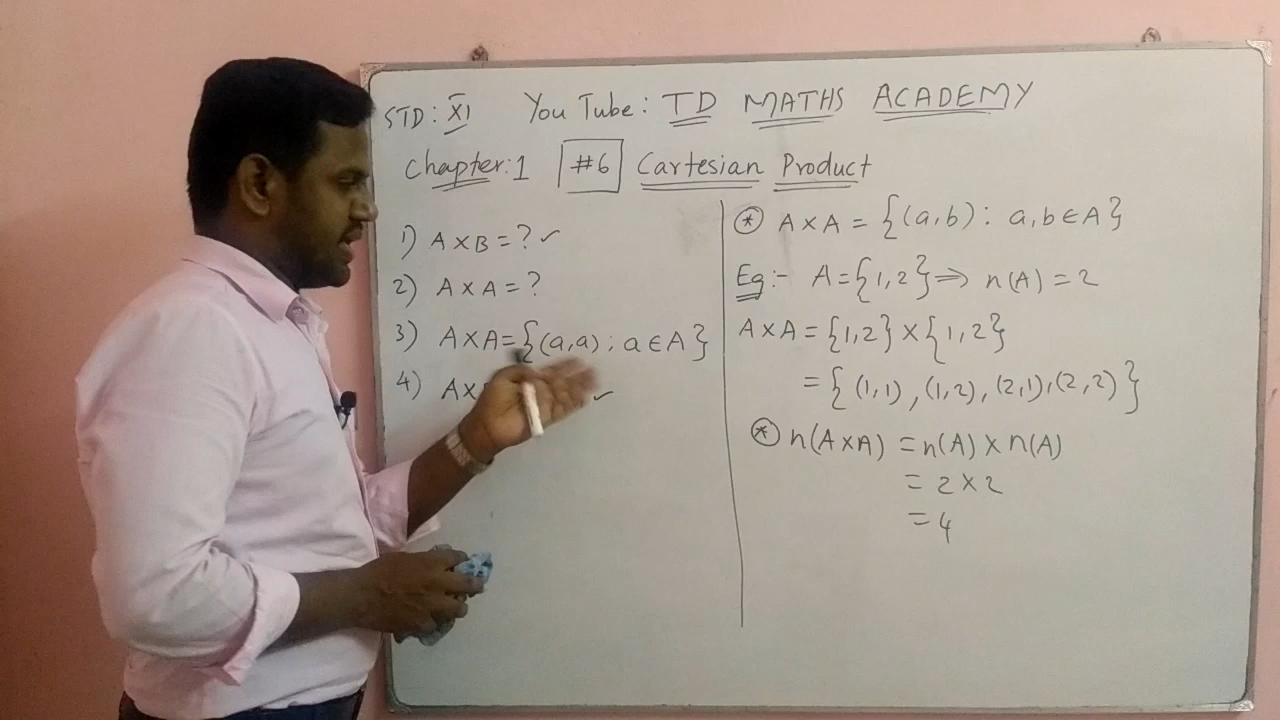 STD: XI You Tube: TD MATHS ACADEMY
Chapter:1 #6 Cartesian Product
1) A×B=? ✓
2) A×A=?
3) A×A={(a,a); a∈A}
4) A× ✓
⊛ A×A = {(a,b): a,b∈A}
Eg:- A={1,2}⇒ n(A)=2
A×A = {1,2}×{1,2}
= {(1,1),(1,2),(2,1),(2,2)}
⊛ n(A×A) = n(A)×n(A)
= 2×2
= 4